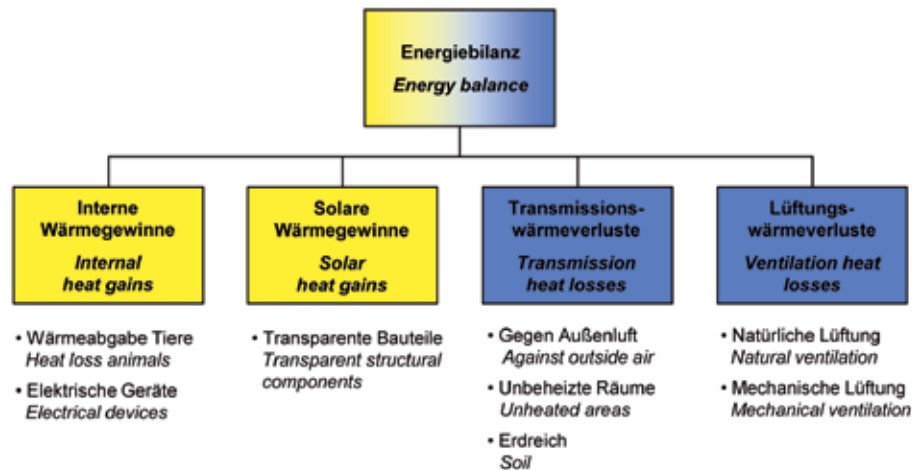 Energiebilanz
Energy balance
Interne
Wärmegewinne
Internal
heat gains
Solare
Wärmegewinne
Solar
heat gains
Transmissions-
wärmeverluste
Transmission
heat losses
Lüftungs-
wärmeverluste
Ventilation heat
losses
• Wärmeabgabe Tiere
Heat loss animals
• Elektrische Geräte
Electrical devices
• Transparente Bauteile
Transparent structural
components
• Gegen Außenluft
Against outside air
• Unbeheizte Räume
Unheated areas
• Erdreich
Soil
• Natürliche Lüftung
Natural ventilation
• Mechanische Lüftung
Mechanical ventilation